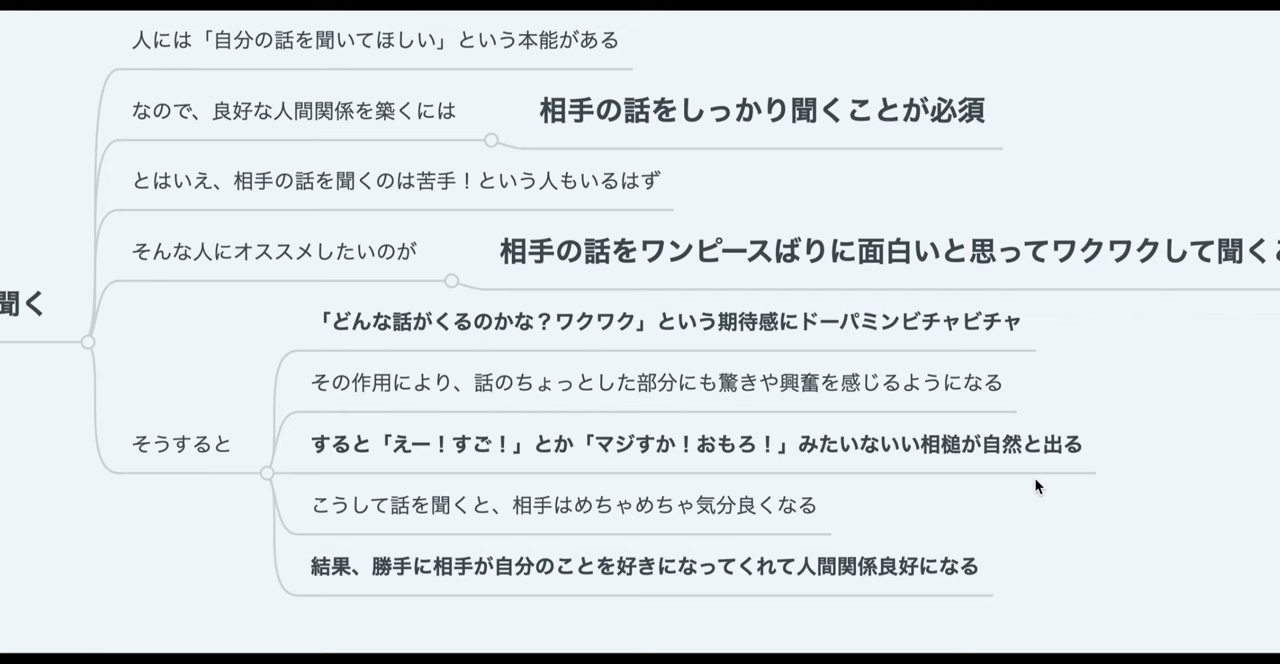 人には「自分の話を聞いてほしい」という本能がある
なので、良好な人間関係を築くには
相手の話をしっかり聞くことが必須
とはいえ、相手の話を聞くのは苦手！という人もいるはず
そんな人にオススメしたいのが
相手の話をワンピースばりに面白いと思ってワクワクして聞く
聞く
「どんな話がくるのかな？ワクワク」という期待感にドーパミンビチャビチャ
その作用により、話のちょっとした部分にも驚きや興奮を感じるようになる
そうすると
すると「えー！すご！」とか「マジすか！おもろ！」みたいないい相槌が自然と出る
こうして話を聞くと、相手はめちゃめちゃ気分良くなる
結果、勝手に相手が自分のことを好きになってくれて人間関係良好になる